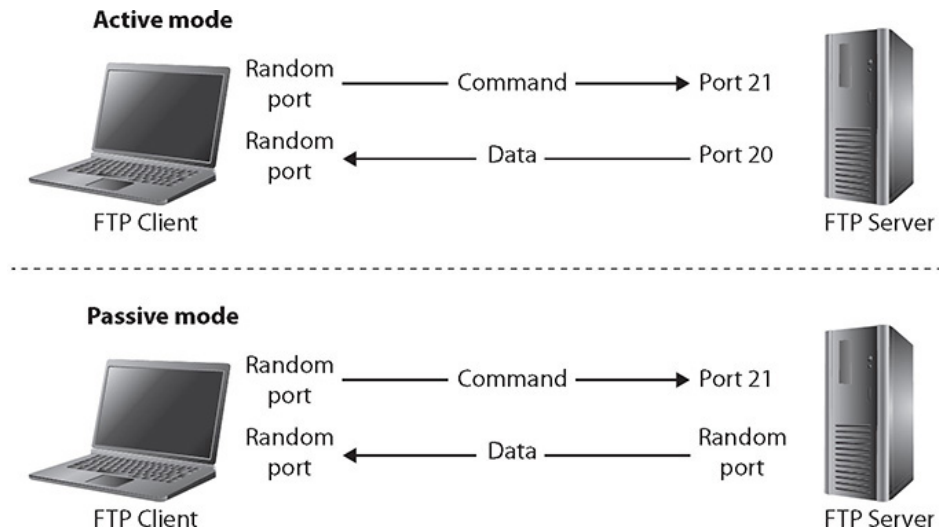 Active mode
Random
port
Command
Port 21
Random
port
Data
Port 20
FTP Client
FTP Server
Passive mode
Random
port
Command
Port 21
Random
port
Data
Random
port
FTP Client
FTP Server